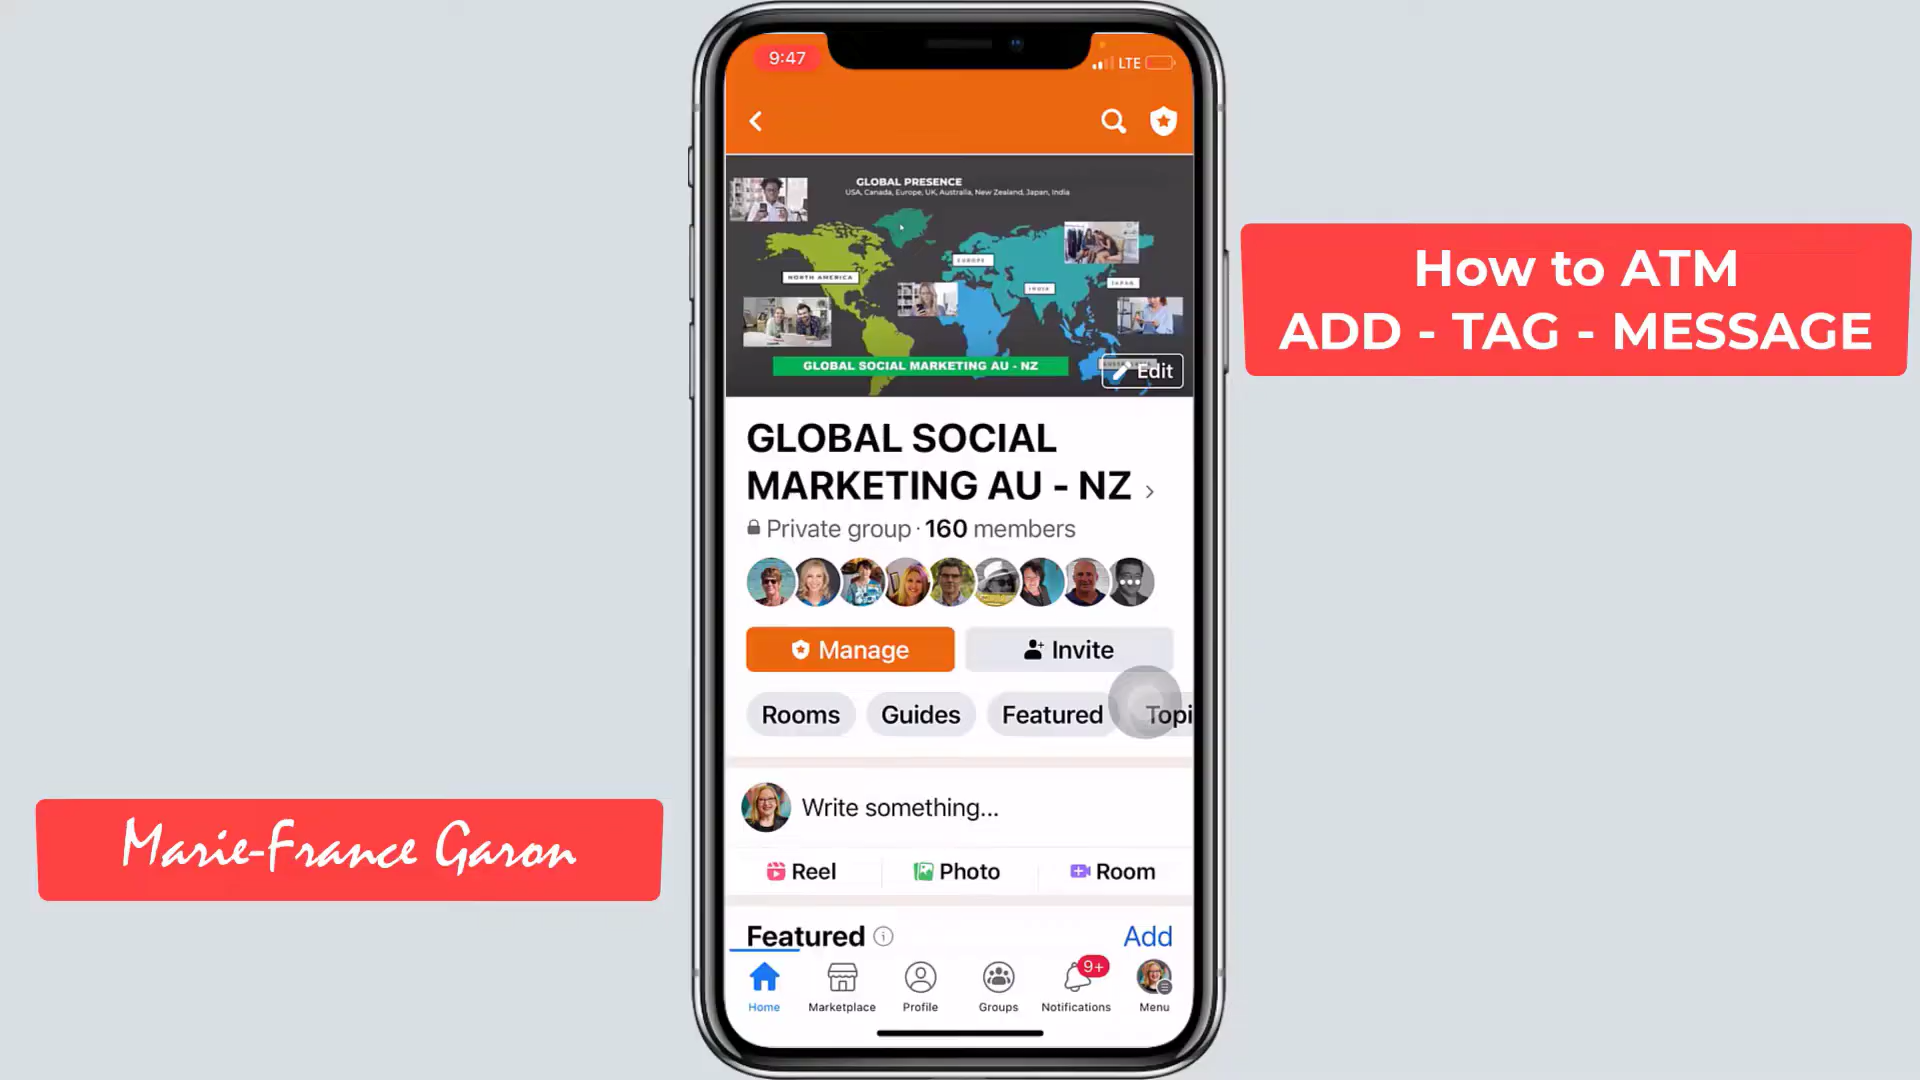 9:47
LTE
GLOBAL PRESENCE
USA, Canada, Europe, UK, Australia, New Zealand, Japan, India
NORTH AMERICA
EUROPE
INDIA
JAPAN
GLOBAL SOCIAL MARKETING AU - NZ
Edit
GLOBAL SOCIAL
MARKETING AU - NZ
Private group · 160 members
Manage
Invite
Rooms
Guides
Featured
Topi
Write something...
Reel
Photo
Room
Featured
Add
9+
Home
Marketplace
Profile
Groups
Notifications
Menu
How to ATM
ADD - TAG - MESSAGE
Marie-France Garon